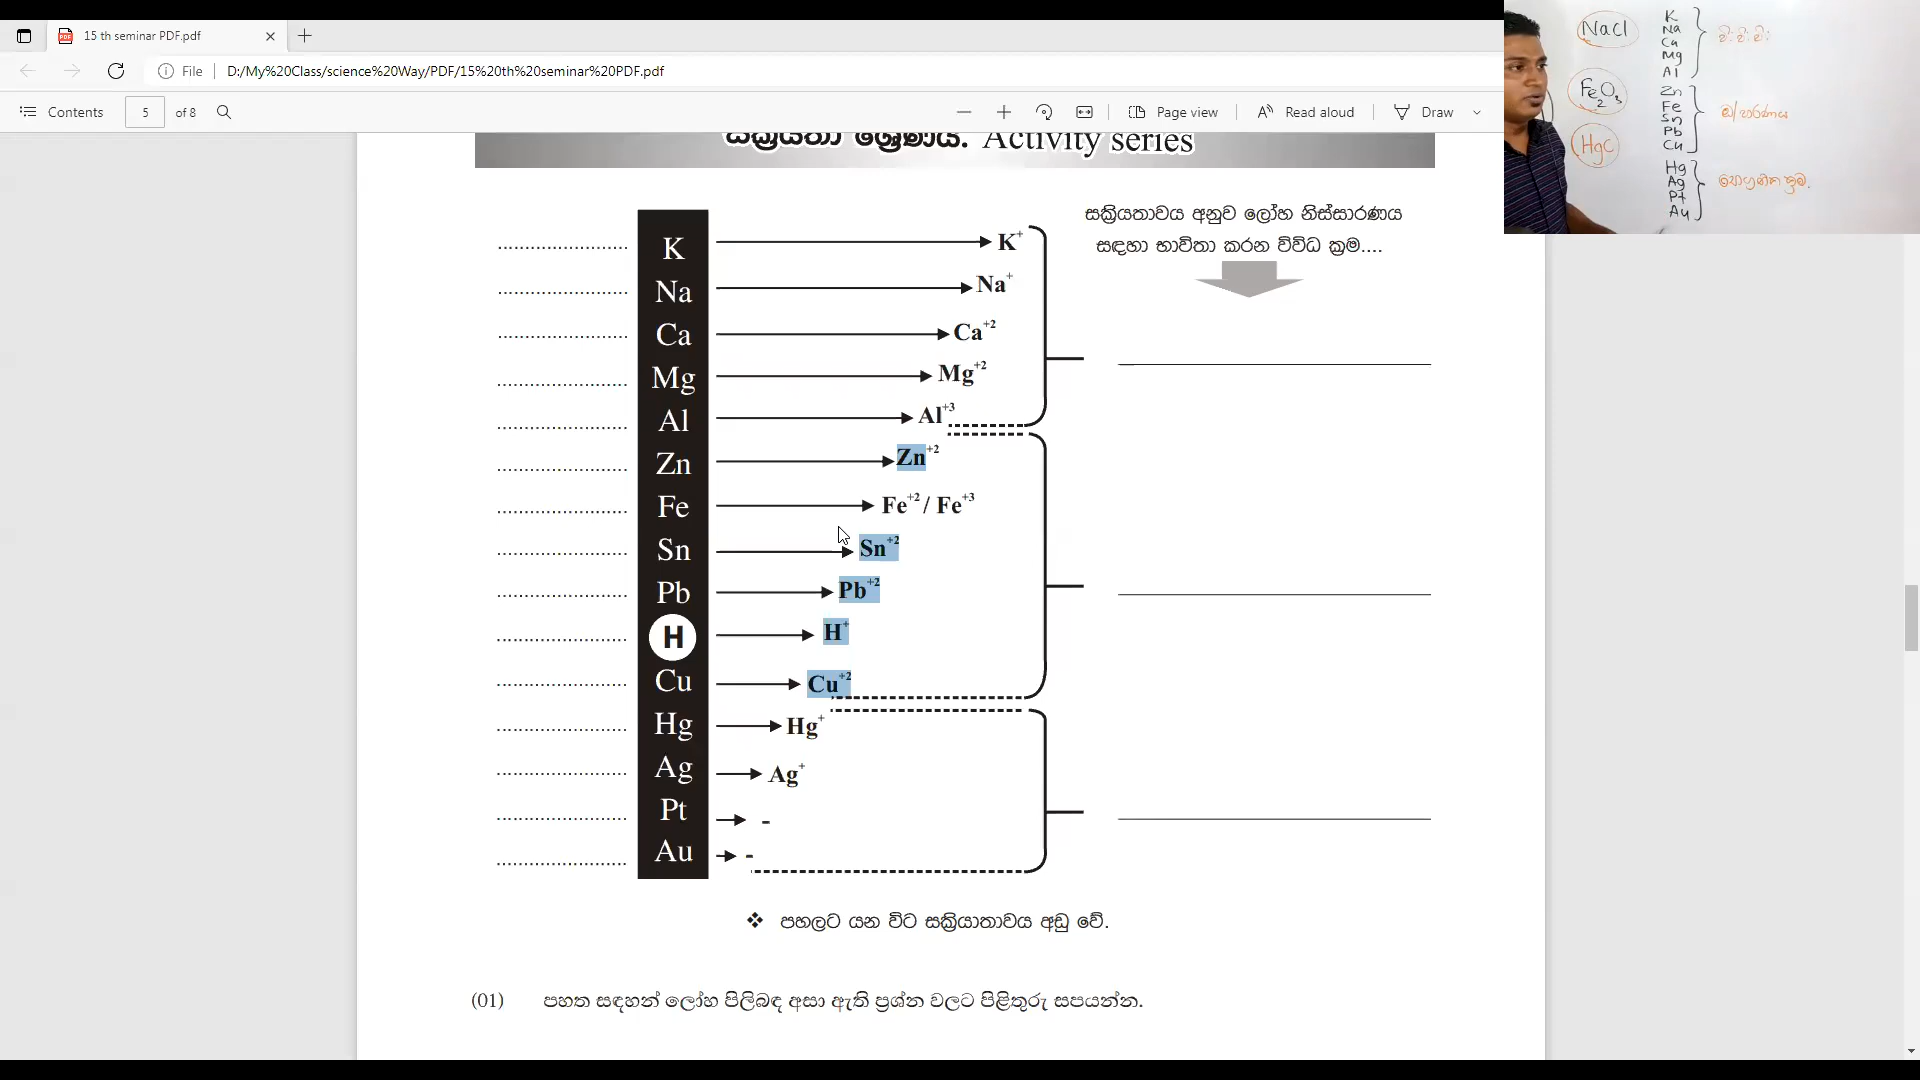 15 th seminar PDF.pdf
File D:/My%20Class/science%20Way/PDF/15%20th%20seminar%20PDF.pdf
Contents 5 of 8 Page view Read aloud Draw
සක්‍රියතා ශ්‍රේණිය. Activity series
සක්‍රියතාවය අනුව ලෝහ නිස්සාරණය
සඳහා භාවිතා කරන විවිධ ක්‍රම....
K K+
Na Na+
Ca Ca+2
Mg Mg+2
Al Al+3
Zn Zn+2
Fe Fe+2 / Fe+3
Sn Sn+2
Pb Pb+2
H H+
Cu Cu+2
Hg Hg+
Ag Ag+
Pt -
Au -
❖ පහලට යන විට සක්‍රියාතාවය අඩු වේ.
(01) පහත සඳහන් ලෝහ පිලිබඳ අසා ඇති ප්‍රශ්න වලට පිළිතුරු සපයන්න.
NaCl
Fe2O3
K
Na
Ca
Mg
Al
Zn
Fe
Sn
Pb
Cu
Hg
Ag
Pt
Au